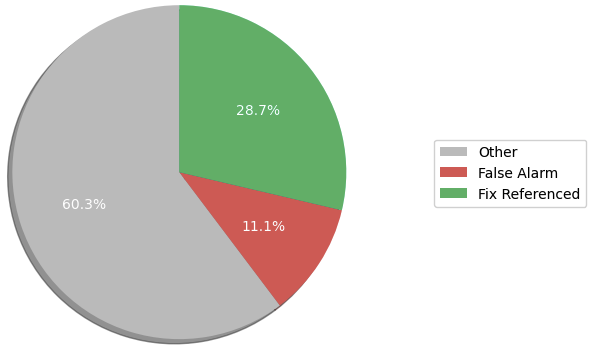 28.7%
60.3%
11.1%
Other
False Alarm
Fix Referenced